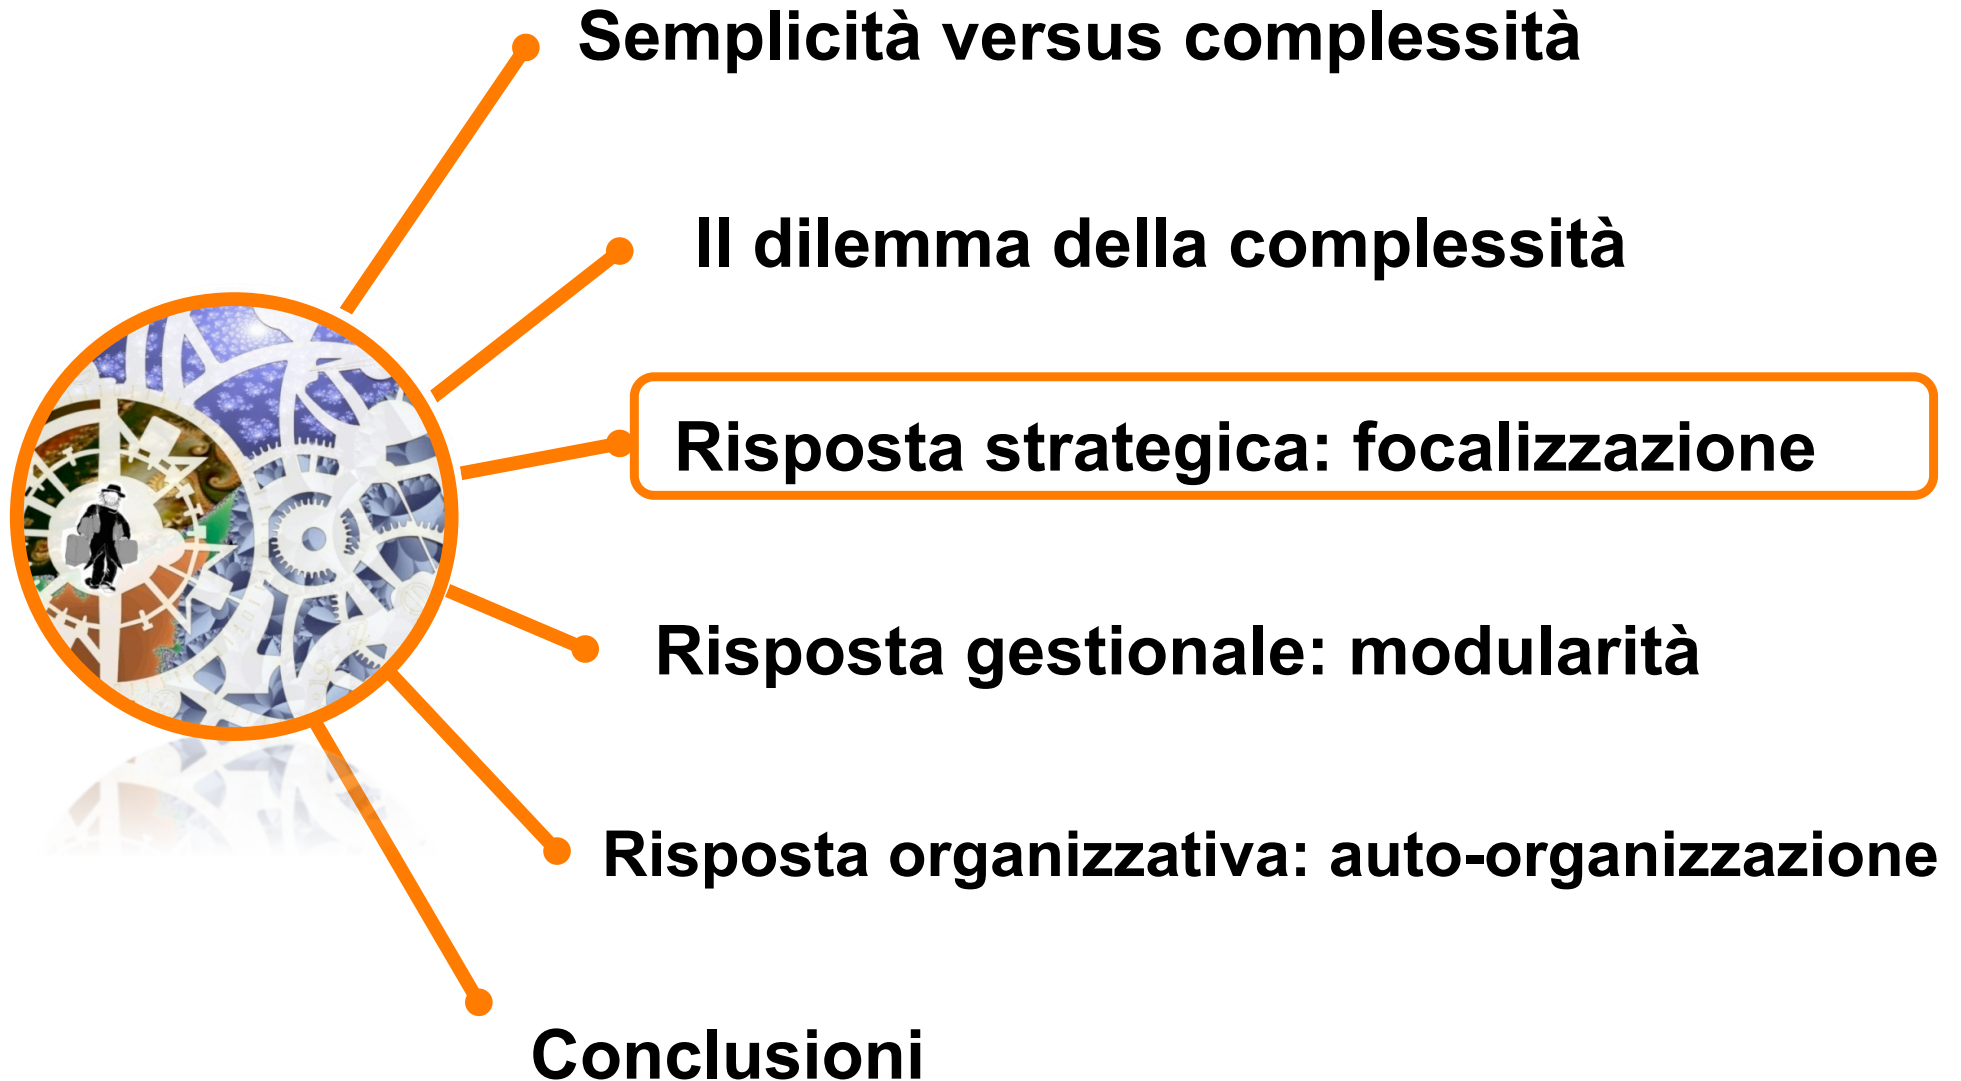 Semplicità versus complessità
Il dilemma della complessità
Risposta strategica: focalizzazione
Risposta gestionale: modularità
Risposta organizzativa: auto-organizzazione
Conclusioni